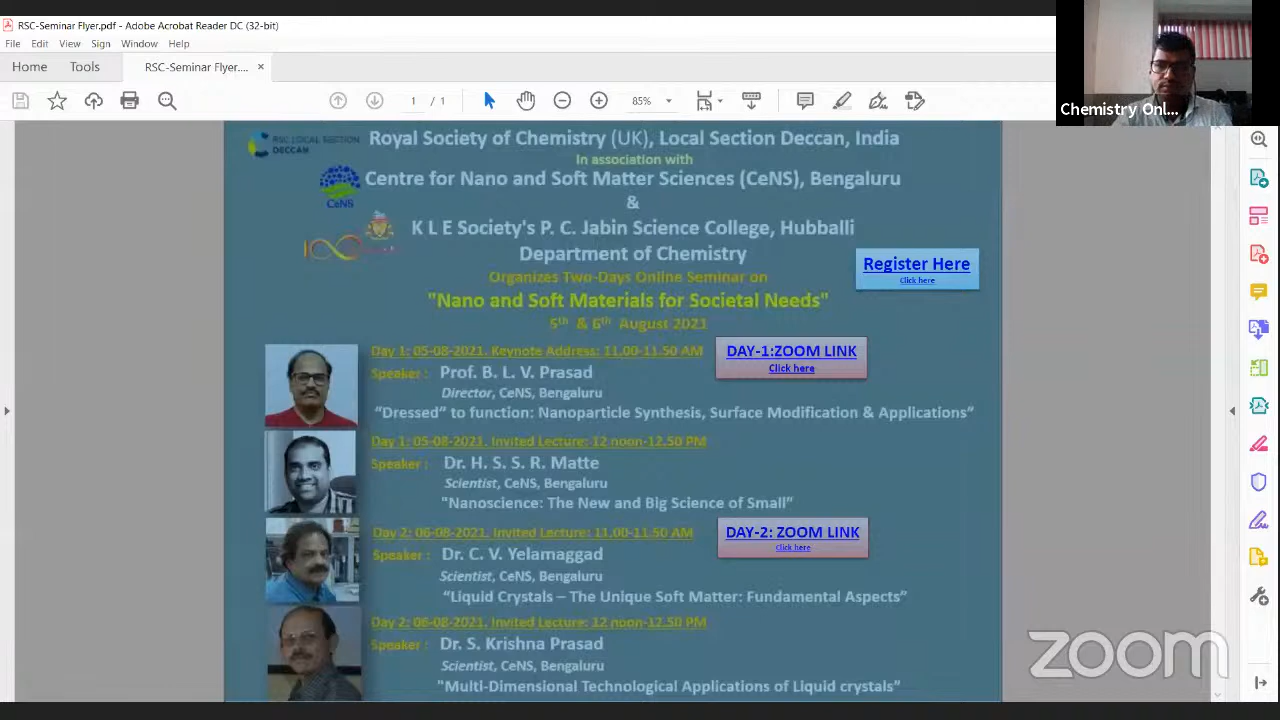 RSC-Seminar Flyer.pdf - Adobe Acrobat Reader DC (32-bit)
File Edit View Sign Window Help
Home Tools RSC-Seminar Flyer.... ×
1 / 1 85%
Chemistry Onl...
RSC LOCAL SECTION
DECCAN
Royal Society of Chemistry (UK), Local Section Deccan, India
In association with
CeNS
Centre for Nano and Soft Matter Sciences (CeNS), Bengaluru
&
K L E Society's P. C. Jabin Science College, Hubballi
Department of Chemistry
Register Here
Click here
Organizes Two-Days Online Seminar on
"Nano and Soft Materials for Societal Needs"
5th & 6th August 2021
Day 1: 05-08-2021. Keynote Address: 11.00-11.50 AM
DAY-1:ZOOM LINK
Click here
Speaker : Prof. B. L. V. Prasad
Director, CeNS, Bengaluru
“Dressed“ to function: Nanoparticle Synthesis, Surface Modification & Applications”
Day 1: 05-08-2021. Invited Lecture: 12 noon-12.50 PM
Speaker : Dr. H. S. S. R. Matte
Scientist, CeNS, Bengaluru
"Nanoscience: The New and Big Science of Small”
Day 2: 06-08-2021. Invited Lecture: 11.00-11.50 AM
DAY-2: ZOOM LINK
Click here
Speaker : Dr. C. V. Yelamaggad
Scientist, CeNS, Bengaluru
“Liquid Crystals – The Unique Soft Matter: Fundamental Aspects”
Day 2: 06-08-2021. Invited Lecture: 12 noon-12.50 PM
Speaker : Dr. S. Krishna Prasad
Scientist, CeNS, Bengaluru
"Multi-Dimensional Technological Applications of Liquid crystals”
zoom